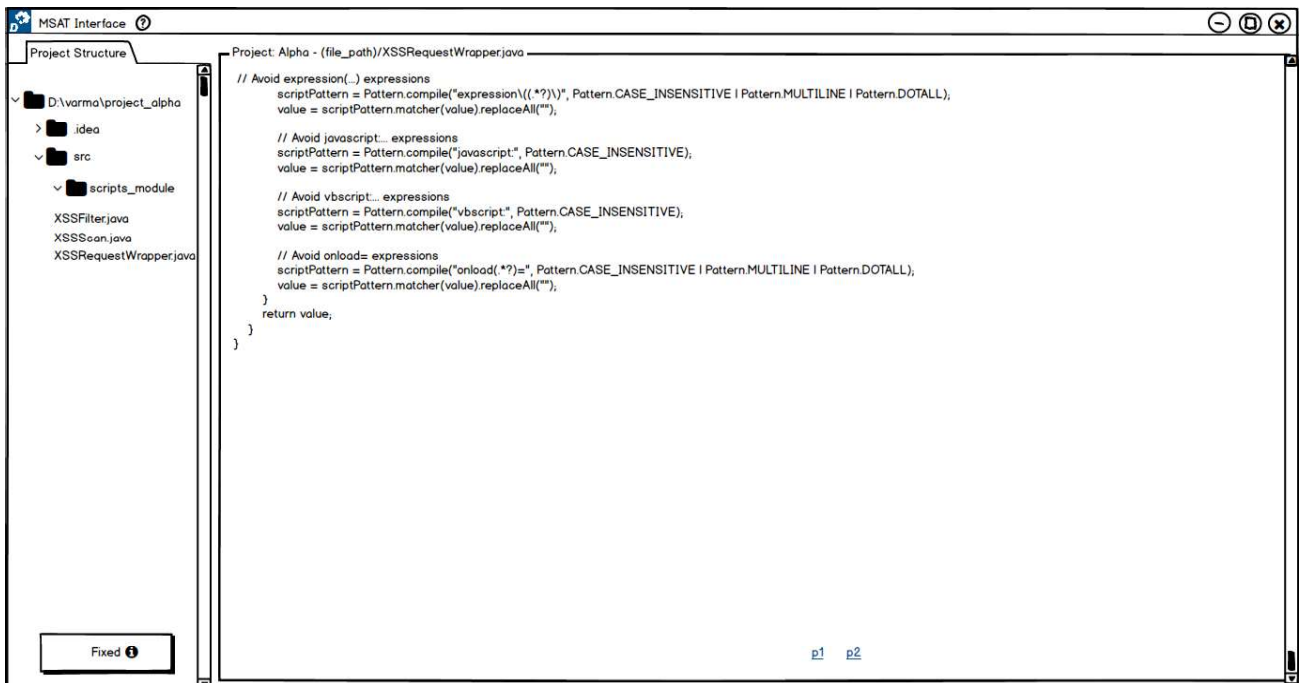 MSAT Interface ?
Project Structure
D:\varma\project_alpha
.idea
src
scripts_module
XSSFilter.java
XSSScan.java
XSSRequestWrapper.java
Fixed
Project: Alpha - (file_path)/XSSRequestWrapper.java
// Avoid expression(...) expressions
scriptPattern = Pattern.compile("expression\((.*?)\)", Pattern.CASE_INSENSITIVE | Pattern.MULTILINE | Pattern.DOTALL);
value = scriptPattern.matcher(value).replaceAll("");
// Avoid javascript:... expressions
scriptPattern = Pattern.compile("javascript:", Pattern.CASE_INSENSITIVE);
value = scriptPattern.matcher(value).replaceAll("");
// Avoid vbscript:... expressions
scriptPattern = Pattern.compile("vbscript:", Pattern.CASE_INSENSITIVE);
value = scriptPattern.matcher(value).replaceAll("");
// Avoid onload= expressions
scriptPattern = Pattern.compile("onload(.*?)=", Pattern.CASE_INSENSITIVE | Pattern.MULTILINE | Pattern.DOTALL);
value = scriptPattern.matcher(value).replaceAll("");
}
return value;
}
}
p1 p2